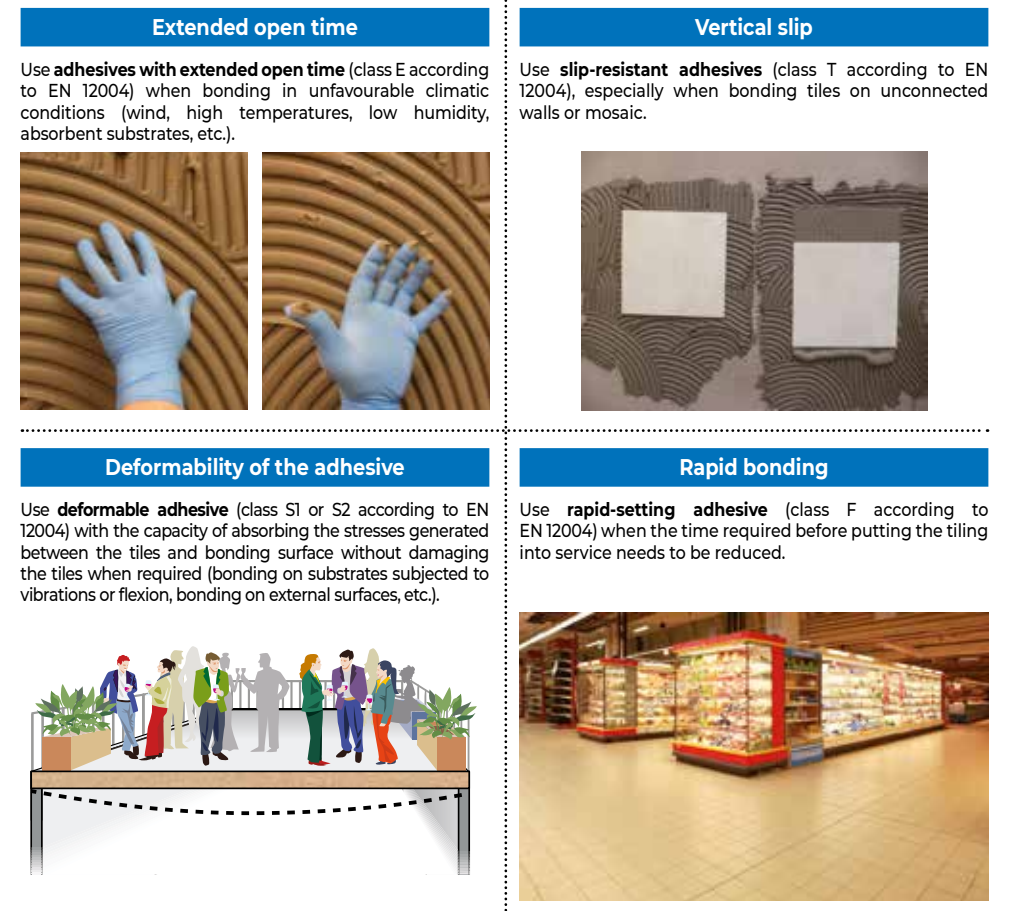 Extended open time
Use adhesives with extended open time (class E according
to EN 12004) when bonding in unfavourable climatic
conditions (wind, high temperatures, low humidity,
absorbent substrates, etc.).
Vertical slip
Use slip-resistant adhesives (class T according to EN
12004), especially when bonding tiles on unconnected
walls or mosaic.
Deformability of the adhesive
Use deformable adhesive (class S1 or S2 according to EN
12004) with the capacity of absorbing the stresses generated
between the tiles and bonding surface without damaging
the tiles when required (bonding on substrates subjected to
vibrations or flexion, bonding on external surfaces, etc.).
Rapid bonding
Use rapid-setting adhesive (class F according to
EN 12004) when the time required before putting the tiling
into service needs to be reduced.